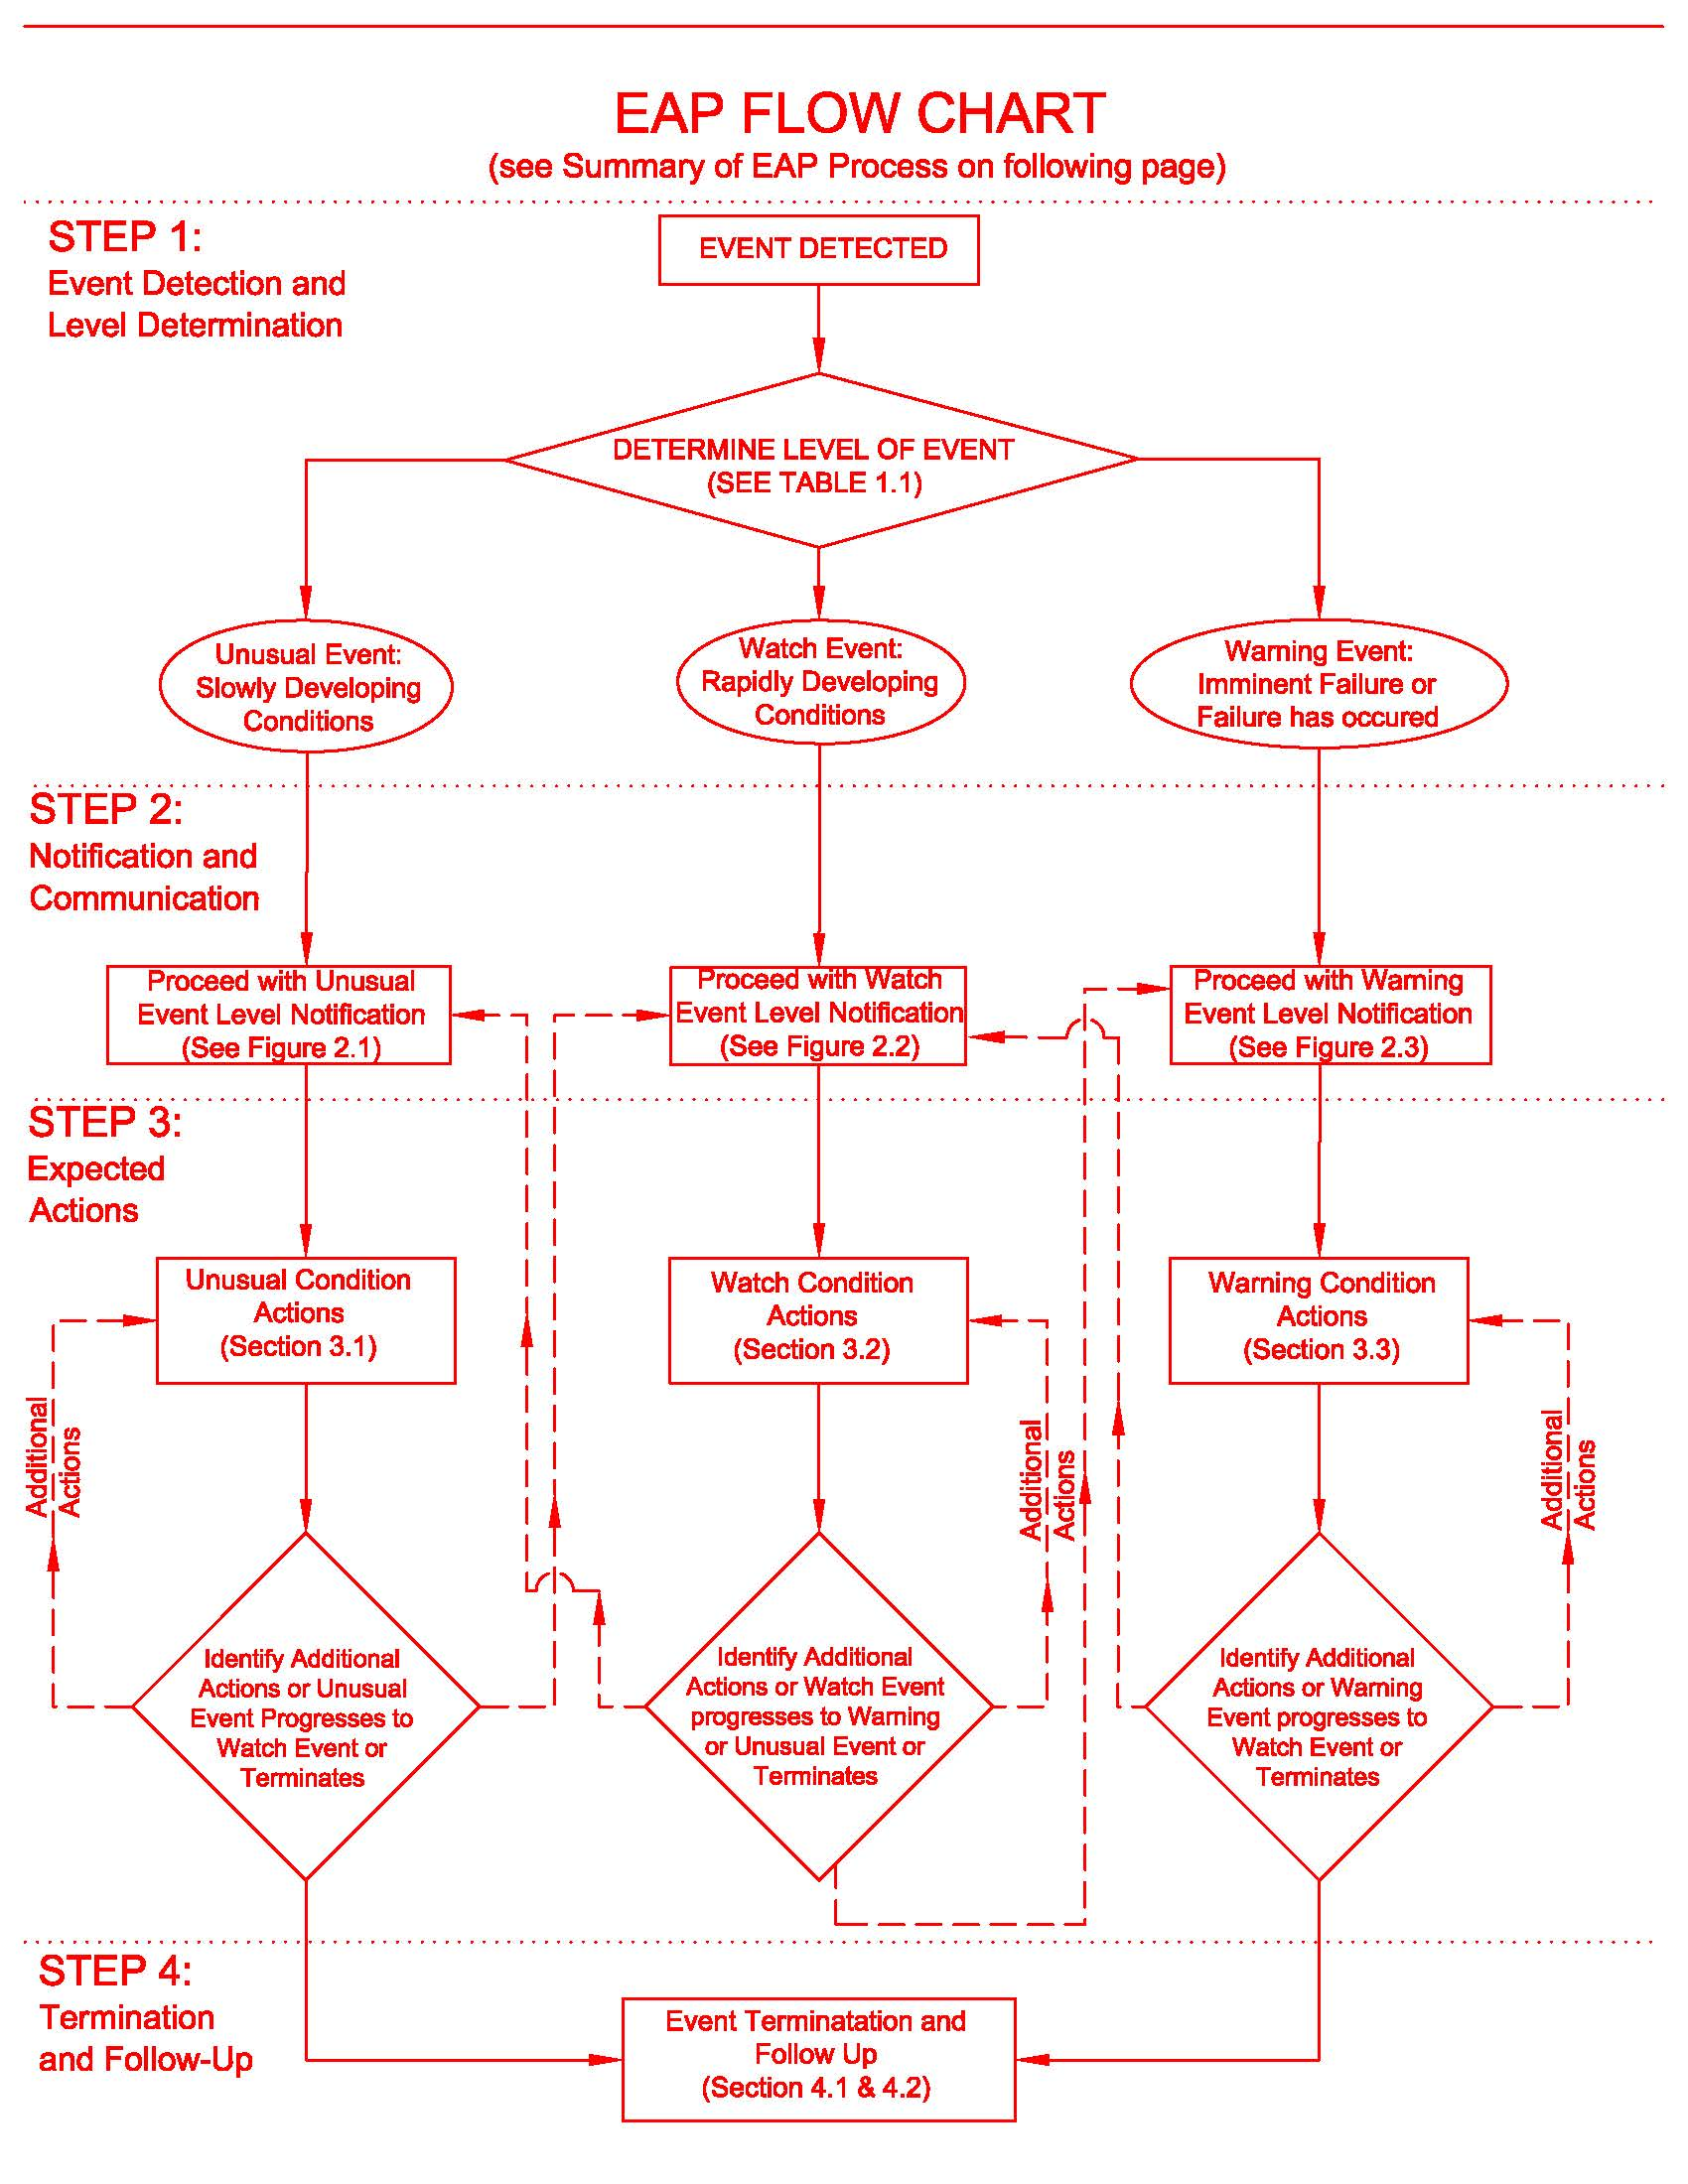 EAP FLOW CHART
(see Summary of EAP Process on following page)
STEP 1:
Event Detection and
Level Determination
EVENT DETECTED
DETERMINE LEVEL OF EVENT
(SEE TABLE 1.1)
Unusual Event:
Slowly Developing
Conditions
Watch Event:
Rapidly Developing
Conditions
Warning Event:
Imminent Failure or
Failure has occured
STEP 2:
Notification and
Communication
Proceed with Unusual
Event Level Notification
(See Figure 2.1)
Proceed with Watch
Event Level Notification
(See Figure 2.2)
Proceed with Warning
Event Level Notification
(See Figure 2.3)
STEP 3:
Expected
Actions
Unusual Condition
Actions
(Section 3.1)
Watch Condition
Actions
(Section 3.2)
Warning Condition
Actions
(Section 3.3)
Additional
Actions
Additional
Actions
Additional
Actions
Identify Additional
Actions or Unusual
Event Progresses to
Watch Event or
Terminates
Identify Additional
Actions or Watch Event
progresses to Warning
or Unusual Event or
Terminates
Identify Additional
Actions or Warning
Event progresses to
Watch Event or
Terminates
STEP 4:
Termination
and Follow-Up
Event Terminatation and
Follow Up
(Section 4.1 & 4.2)